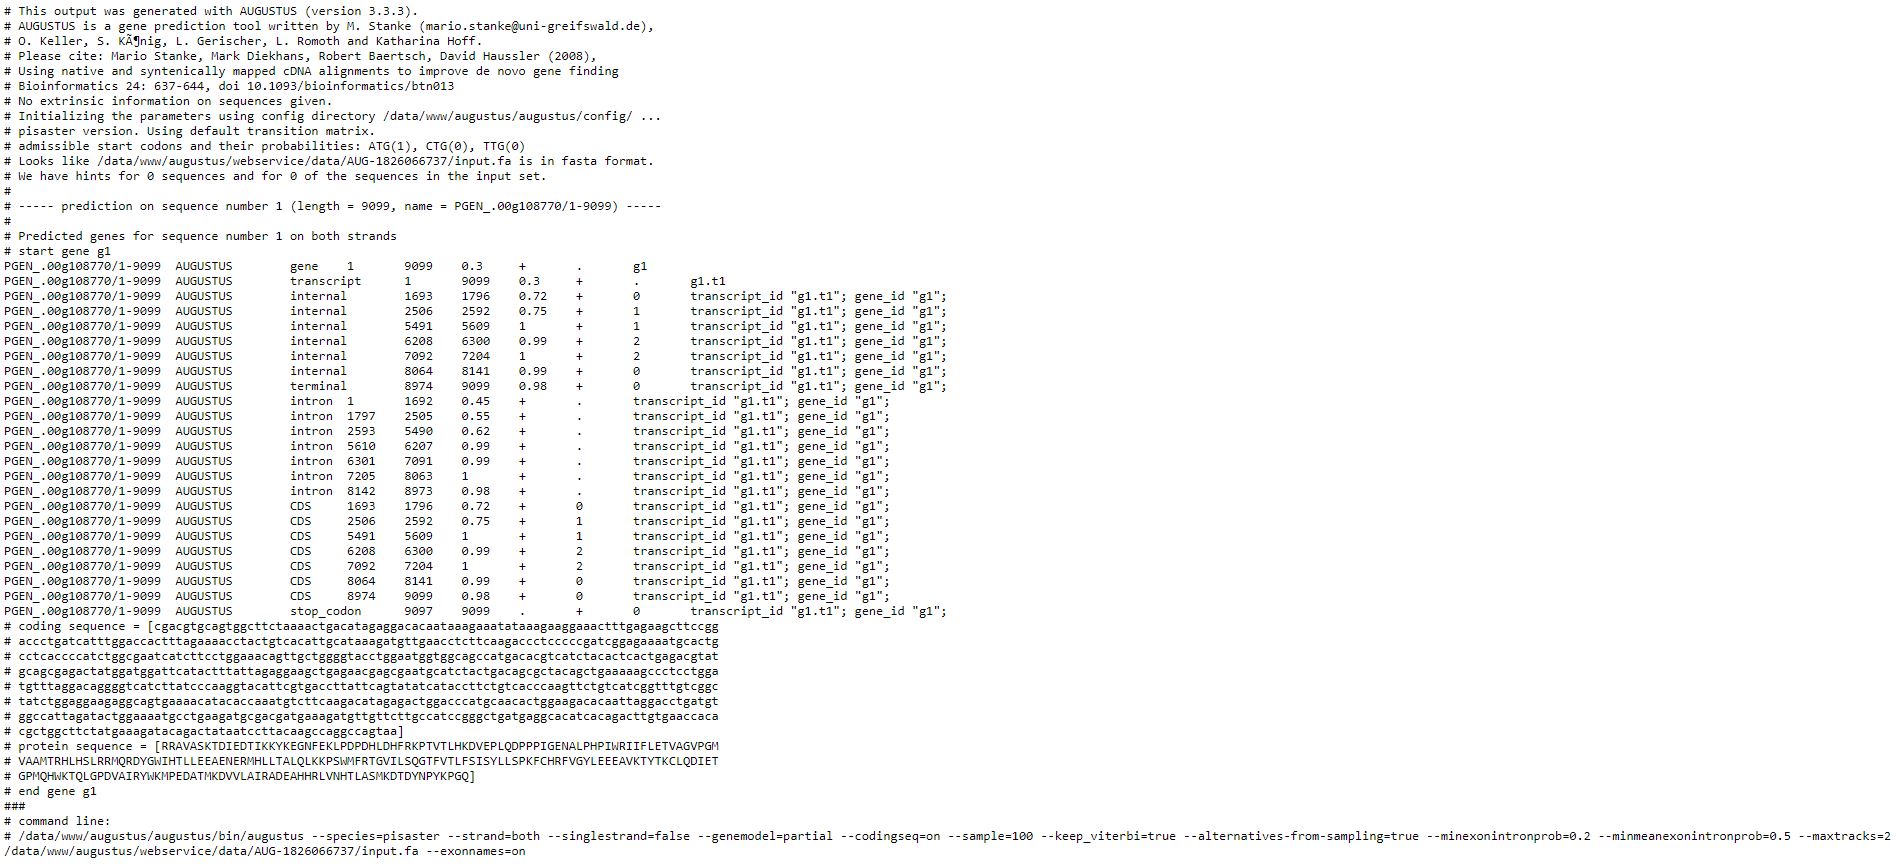 # This output was generated with AUGUSTUS (version 3.3.3).
# AUGUSTUS is a gene prediction tool written by M. Stanke (mario.stanke@uni-greifswald.de),
# O. Keller, S. KÃ¶nig, L. Gerischer, L. Romoth and Katharina Hoff.
# Please cite: Mario Stanke, Mark Diekhans, Robert Baertsch, David Haussler (2008),
# Using native and syntenically mapped cDNA alignments to improve de novo gene finding
# Bioinformatics 24: 637-644, doi 10.1093/bioinformatics/btn013
# No extrinsic information on sequences given.
# Initializing the parameters using config directory /data/www/augustus/augustus/config/ ...
# pisaster version. Using default transition matrix.
# admissible start codons and their probabilities: ATG(1), CTG(0), TTG(0)
# Looks like /data/www/augustus/webservice/data/AUG-1826066737/input.fa is in fasta format.
# We have hints for 0 sequences and for 0 of the sequences in the input set.
#
# ----- prediction on sequence number 1 (length = 9099, name = PGEN_.00g108770/1-9099) -----
#
# Predicted genes for sequence number 1 on both strands
# start gene g1
PGEN_.00g108770/1-9099 AUGUSTUS gene 1 9099 0.3 + . g1
PGEN_.00g108770/1-9099 AUGUSTUS transcript 1 9099 0.3 + . g1.t1
PGEN_.00g108770/1-9099 AUGUSTUS internal 1693 1796 0.72 + 0 transcript_id "g1.t1"; gene_id "g1";
PGEN_.00g108770/1-9099 AUGUSTUS internal 2506 2592 0.75 + 1 transcript_id "g1.t1"; gene_id "g1";
PGEN_.00g108770/1-9099 AUGUSTUS internal 5491 5609 1 + 1 transcript_id "g1.t1"; gene_id "g1";
PGEN_.00g108770/1-9099 AUGUSTUS internal 6208 6300 0.99 + 2 transcript_id "g1.t1"; gene_id "g1";
PGEN_.00g108770/1-9099 AUGUSTUS internal 7092 7204 1 + 2 transcript_id "g1.t1"; gene_id "g1";
PGEN_.00g108770/1-9099 AUGUSTUS internal 8064 8141 0.99 + 0 transcript_id "g1.t1"; gene_id "g1";
PGEN_.00g108770/1-9099 AUGUSTUS terminal 8974 9099 0.98 + 0 transcript_id "g1.t1"; gene_id "g1";
PGEN_.00g108770/1-9099 AUGUSTUS intron 1 1692 0.45 + . transcript_id "g1.t1"; gene_id "g1";
PGEN_.00g108770/1-9099 AUGUSTUS intron 1797 2505 0.55 + . transcript_id "g1.t1"; gene_id "g1";
PGEN_.00g108770/1-9099 AUGUSTUS intron 2593 5490 0.62 + . transcript_id "g1.t1"; gene_id "g1";
PGEN_.00g108770/1-9099 AUGUSTUS intron 5610 6207 0.99 + . transcript_id "g1.t1"; gene_id "g1";
PGEN_.00g108770/1-9099 AUGUSTUS intron 6301 7091 0.99 + . transcript_id "g1.t1"; gene_id "g1";
PGEN_.00g108770/1-9099 AUGUSTUS intron 7205 8063 1 + . transcript_id "g1.t1"; gene_id "g1";
PGEN_.00g108770/1-9099 AUGUSTUS intron 8142 8973 0.98 + . transcript_id "g1.t1"; gene_id "g1";
PGEN_.00g108770/1-9099 AUGUSTUS CDS 1693 1796 0.72 + 0 transcript_id "g1.t1"; gene_id "g1";
PGEN_.00g108770/1-9099 AUGUSTUS CDS 2506 2592 0.75 + 1 transcript_id "g1.t1"; gene_id "g1";
PGEN_.00g108770/1-9099 AUGUSTUS CDS 5491 5609 1 + 1 transcript_id "g1.t1"; gene_id "g1";
PGEN_.00g108770/1-9099 AUGUSTUS CDS 6208 6300 0.99 + 2 transcript_id "g1.t1"; gene_id "g1";
PGEN_.00g108770/1-9099 AUGUSTUS CDS 7092 7204 1 + 2 transcript_id "g1.t1"; gene_id "g1";
PGEN_.00g108770/1-9099 AUGUSTUS CDS 8064 8141 0.99 + 0 transcript_id "g1.t1"; gene_id "g1";
PGEN_.00g108770/1-9099 AUGUSTUS CDS 8974 9099 0.98 + 0 transcript_id "g1.t1"; gene_id "g1";
PGEN_.00g108770/1-9099 AUGUSTUS stop_codon 9097 9099 . + 0 transcript_id "g1.t1"; gene_id "g1";
# coding sequence = [cgacgtgcagtggcttctaaaactgacatagaggacacaataaagaaatataaagaaggaaactttgagaagcttccgg
# accctgatcatttggaccactttagaaaacctactgtcacattgcataaagatgttgaacctcttcaagaccctcccccgatcggagaaaatgcactg
# cctcaccccatctggcgaatcatcttcctggaaacagttgctggggtacctggaatggtggcagccatgacacgtcatctacactcactgagacgtat
# gcagcgagactatggatggattcatactttattagaggaagctgagaacgagcgaatgcatctactgacagcgctacagctgaaaaagccctcctgga
# tgtttaggacaggggtcatcttatcccaaggtacattcgtgaccttattcagtatatcataccttctgtcacccaagttctgtcatcggtttgtcggc
# tatctggaggaagaggcagtgaaaacatacaccaaatgtcttcaagacatagagactggacccatgcaacactggaagacacaattaggacctgatgt
# ggccattagatactggaaaatgcctgaagatgcgacgatgaaagatgttgttcttgccatccgggctgatgaggcacatcacagacttgtgaaccaca
# cgctggcttctatgaaagatacagactataatccttacaagccaggccagtaa]
# protein sequence = [RRAVASKTDIEDTIKKYKEGNFEKLPDPDHLDHFRKPTVTLHKDVEPLQDPPPIGENALPHPIWRIIFLETVAGVPGM
# VAAMTRHLHSLRRMQRDYGWIHTLLEEAENERMHLLTALQLKKPSWMFRTGVILSQGTFVTLFSISYLLSPKFCHRFVGYLEEEAVKTYTKCLQDIET
# GPMQHWKTQLGPDVAIRYWKMPEDATMKDVVLAIRADEAHHRLVNHTLASMKDTDYNPYKPGQ]
# end gene g1
###
# command line:
# /data/www/augustus/augustus/bin/augustus --species=pisaster --strand=both --singlestrand=false --genemodel=partial --codingseq=on --sample=100 --keep_viterbi=true --alternatives-from-sampling=true --minexonintronprob=0.2 --minmeanexonintronprob=0.5 --maxtracks=2
/data/www/augustus/webservice/data/AUG-1826066737/input.fa --exonnames=on